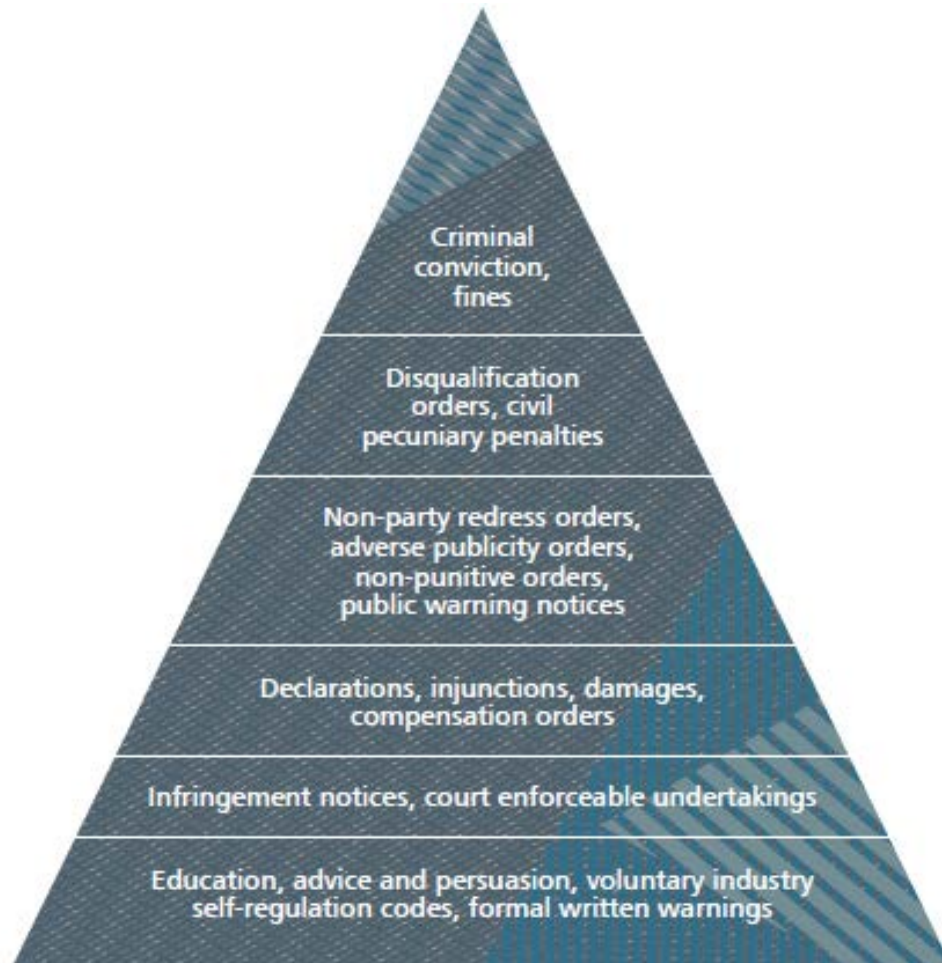 Criminal
conviction,
fines
Disqualification
orders, civil
pecuniary penalties
Non-party redress orders,
adverse publicity orders,
non-punitive orders,
public warning notices
Declarations, injunctions, damages,
compensation orders
Infringement notices, court enforceable undertakings
Education, advice and persuasion, voluntary industry
self-regulation codes, formal written warnings